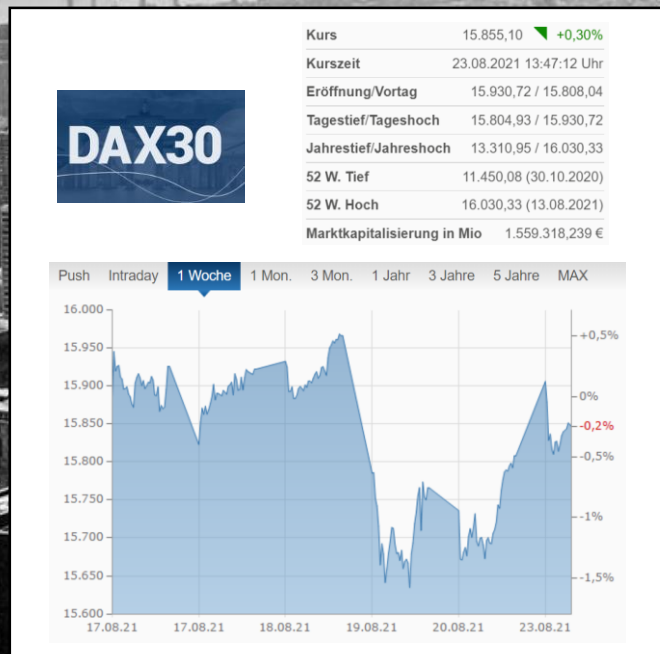 Kurs 15.855,10 +0,30%
Kurszeit 23.08.2021 13:47:12 Uhr
Eröffnung/Vortag 15.930,72 / 15.808,04
Tagestief/Tageshoch 15.804,93 / 15.930,72
Jahrestief/Jahreshoch 13.310,95 / 16.030,33
52 W. Tief 11.450,08 (30.10.2020)
52 W. Hoch 16.030,33 (13.08.2021)
Marktkapitalisierung in Mio 1.559.318,239 €
DAX30
Push Intraday 1 Woche 1 Mon. 3 Mon. 1 Jahr 3 Jahre 5 Jahre MAX
16.000
15.950
15.900
15.850
15.800
15.750
15.700
15.650
15.600
+0,5%
0%
-0,2%
-0,5%
-1%
-1,5%
17.08.21 17.08.21 18.08.21 19.08.21 20.08.21 23.08.21